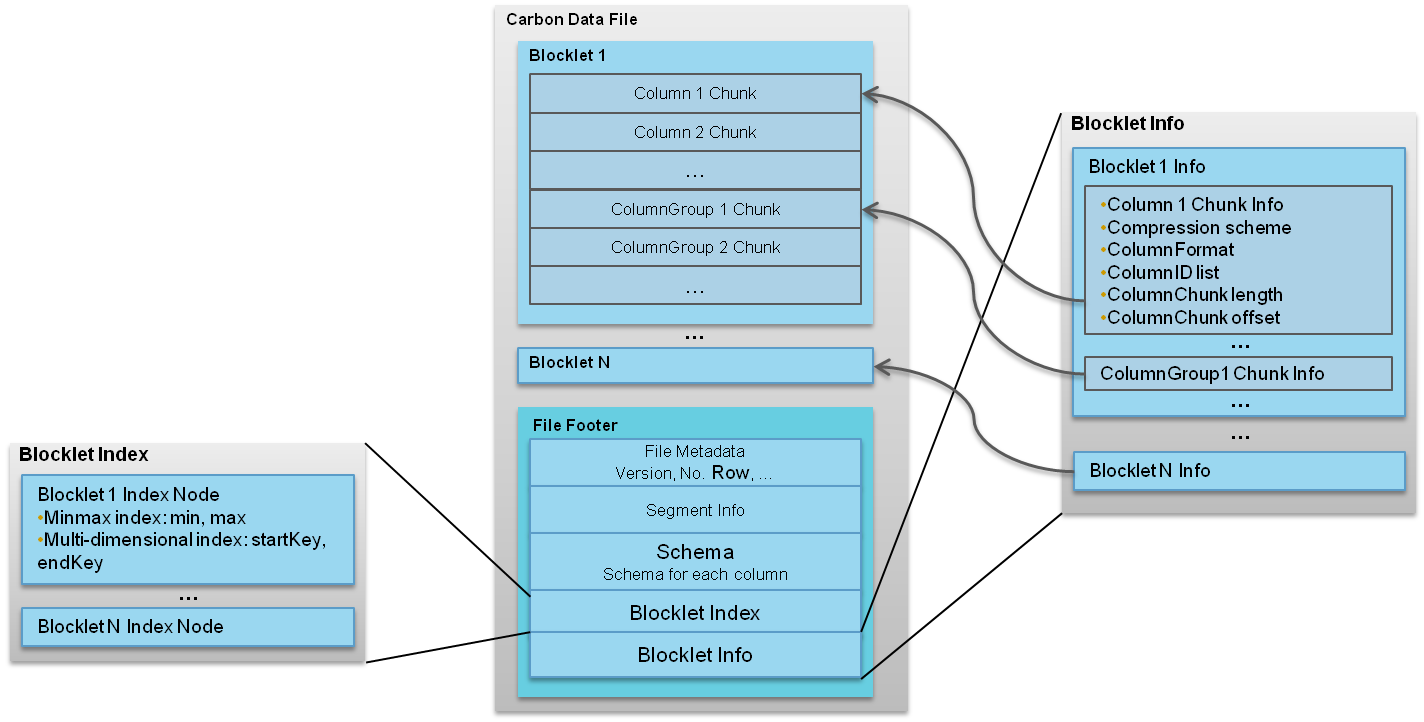 Carbon Data File
Blocklet 1
Column 1 Chunk
Column 2 Chunk
...
ColumnGroup 1 Chunk
ColumnGroup 2 Chunk
...
...
Blocklet N
File Footer
File Metadata
Version, No. Row, ...
Segment Info
Schema
Schema for each column
Blocklet Index
Blocklet Info
Blocklet Index
Blocklet 1 Index Node
•Minmax index: min, max
•Multi-dimensional index: startKey,
endKey
...
Blocklet N Index Node
Blocklet Info
Blocklet 1 Info
•Column 1 Chunk Info
•Compression scheme
•ColumnFormat
•ColumnID list
•ColumnChunk length
•ColumnChunk offset
...
ColumnGroup1 Chunk Info
...
...
Blocklet N Info